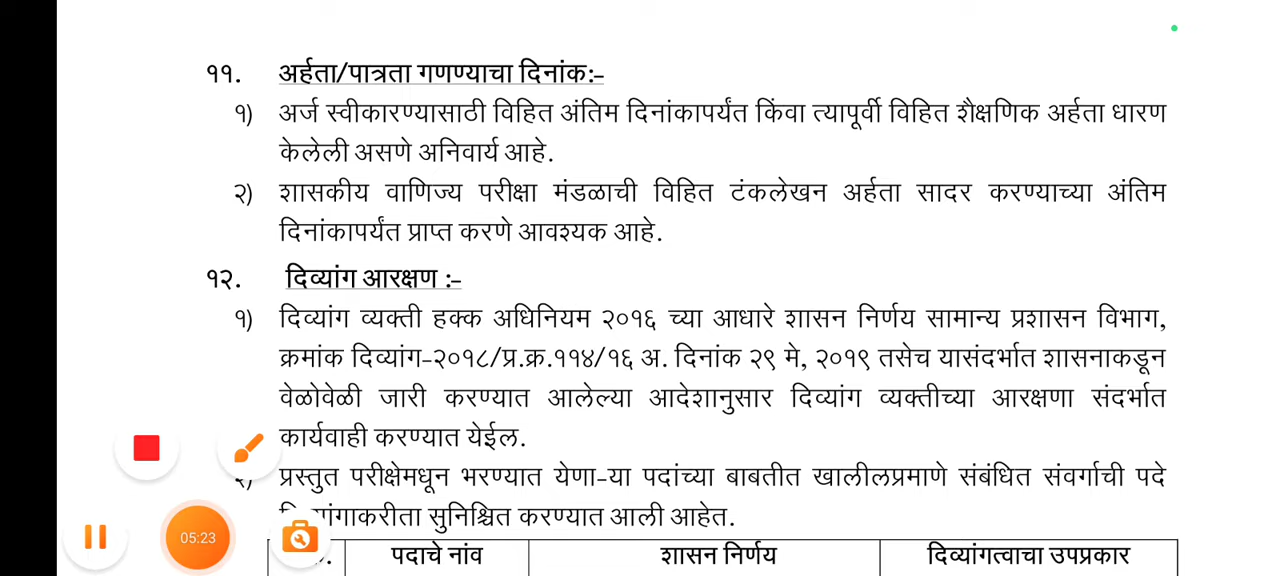 ११. अर्हता/पात्रता गणण्याचा दिनांक:-
१) अर्ज स्वीकारण्यासाठी विहित अंतिम दिनांकापर्यंत किंवा त्यापूर्वी विहित शैक्षणिक अर्हता धारण
केलेली असणे अनिवार्य आहे.
२) शासकीय वाणिज्य परीक्षा मंडळाची विहित टंकलेखन अर्हता सादर करण्याच्या अंतिम
दिनांकापर्यंत प्राप्त करणे आवश्यक आहे.
१२. दिव्यांग आरक्षण :-
१) दिव्यांग व्यक्ती हक्क अधिनियम २०१६ च्या आधारे शासन निर्णय सामान्य प्रशासन विभाग,
क्रमांक दिव्यांग-२०१८/प्र.क्र.११४/१६ अ. दिनांक २९ मे, २०१९ तसेच यासंदर्भात शासनाकडून
वेळोवेळी जारी करण्यात आलेल्या आदेशानुसार दिव्यांग व्यक्तीच्या आरक्षणा संदर्भात
कार्यवाही करण्यात येईल.
२) प्रस्तुत परीक्षेमधून भरण्यात येणा-या पदांच्या बाबतीत खालीलप्रमाणे संबंधित संवर्गाची पदे
सुनिश्चित करण्यात आली आहेत.
05:23
पदाचे नांव शासन निर्णय दिव्यांगत्वाचा उपप्रकार